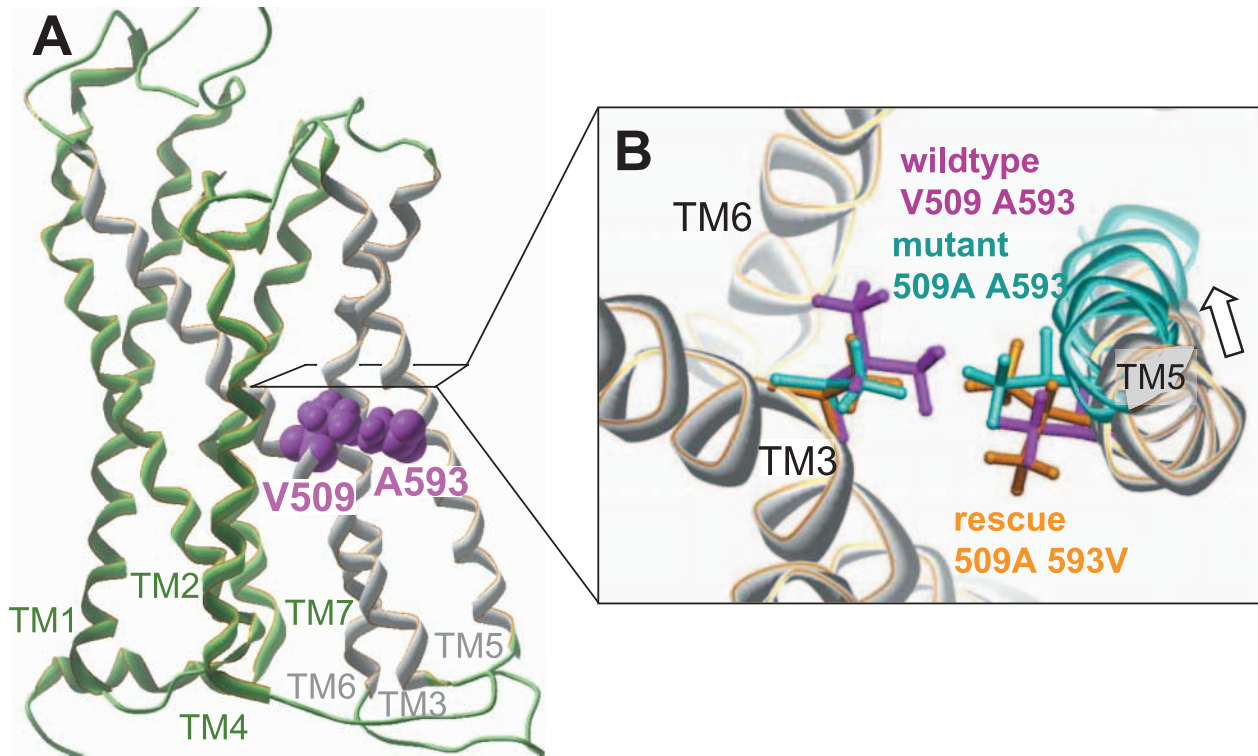 A
V509
A593
TM1
TM2
TM7
TM5
TM6
TM3
TM4
B
wildtype
V509 A593
mutant
509A A593
TM6
TM5
TM3
rescue
509A 593V